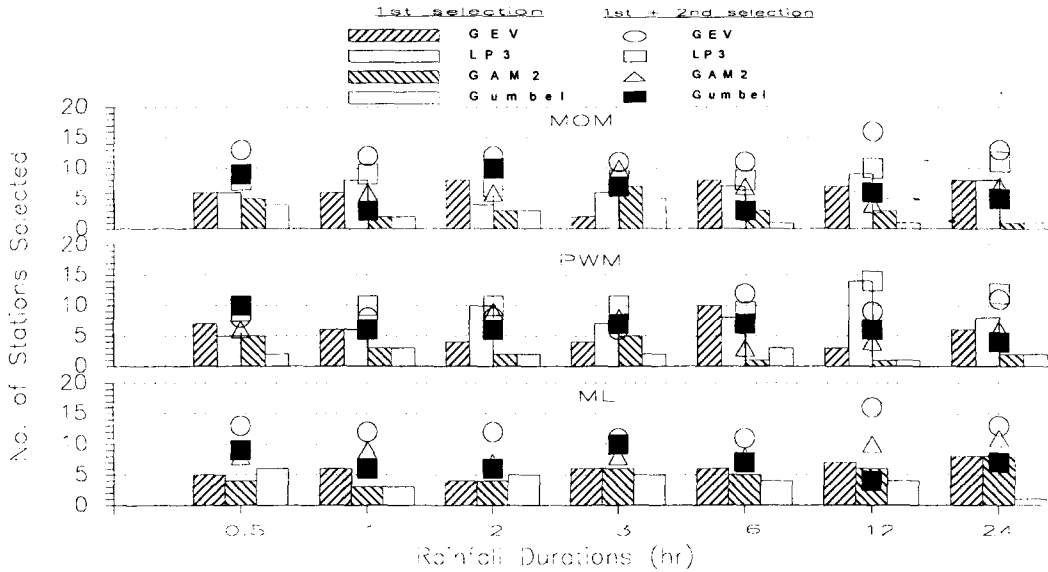 1st selection
1st + 2nd selection
GEV
GEV
LP3
LP3
GAM2
GAM2
Gumbel
Gumbel
20
15
10
5
0
MOM
20
15
10
5
0
PWM
20
15
10
5
0
ML
No. of Stations Selected
0.5
1
2
3
6
12
24
Rainfall Durations (hr)